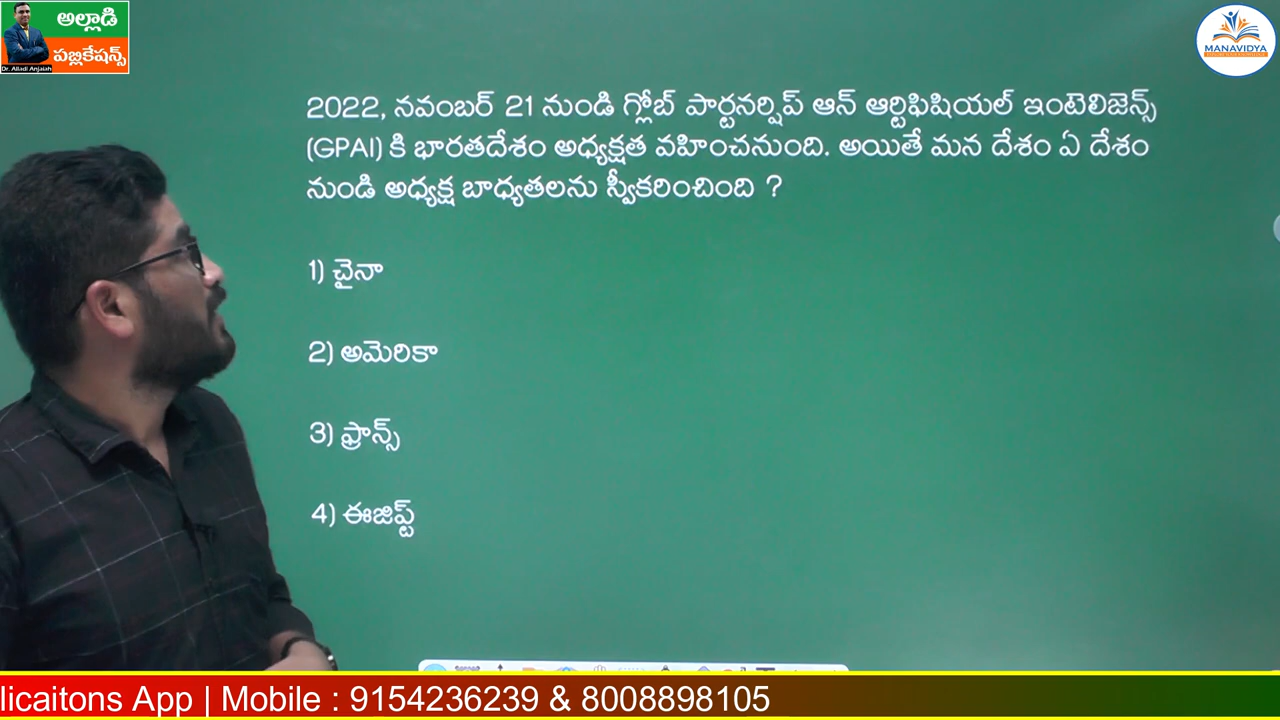 అల్లాడి
పబ్లికేషన్స్
Dr. Alladi Anjaiah
MANAVIDYA
2022, నవంబర్ 21 నుండి గ్లోబ్ పార్టనర్షిప్ ఆన్ ఆర్టిఫిషియల్ ఇంటెలిజెన్స్
(GPAI) కి భారతదేశం అధ్యక్షత వహించనుంది. అయితే మన దేశం ఏ దేశం
నుండి అధ్యక్ష బాధ్యతలను స్వీకరించింది ?
1) చైనా
2) అమెరికా
3) ఫ్రాన్స్
4) ఈజిప్ట్
licaitons App | Mobile : 9154236239 & 8008898105